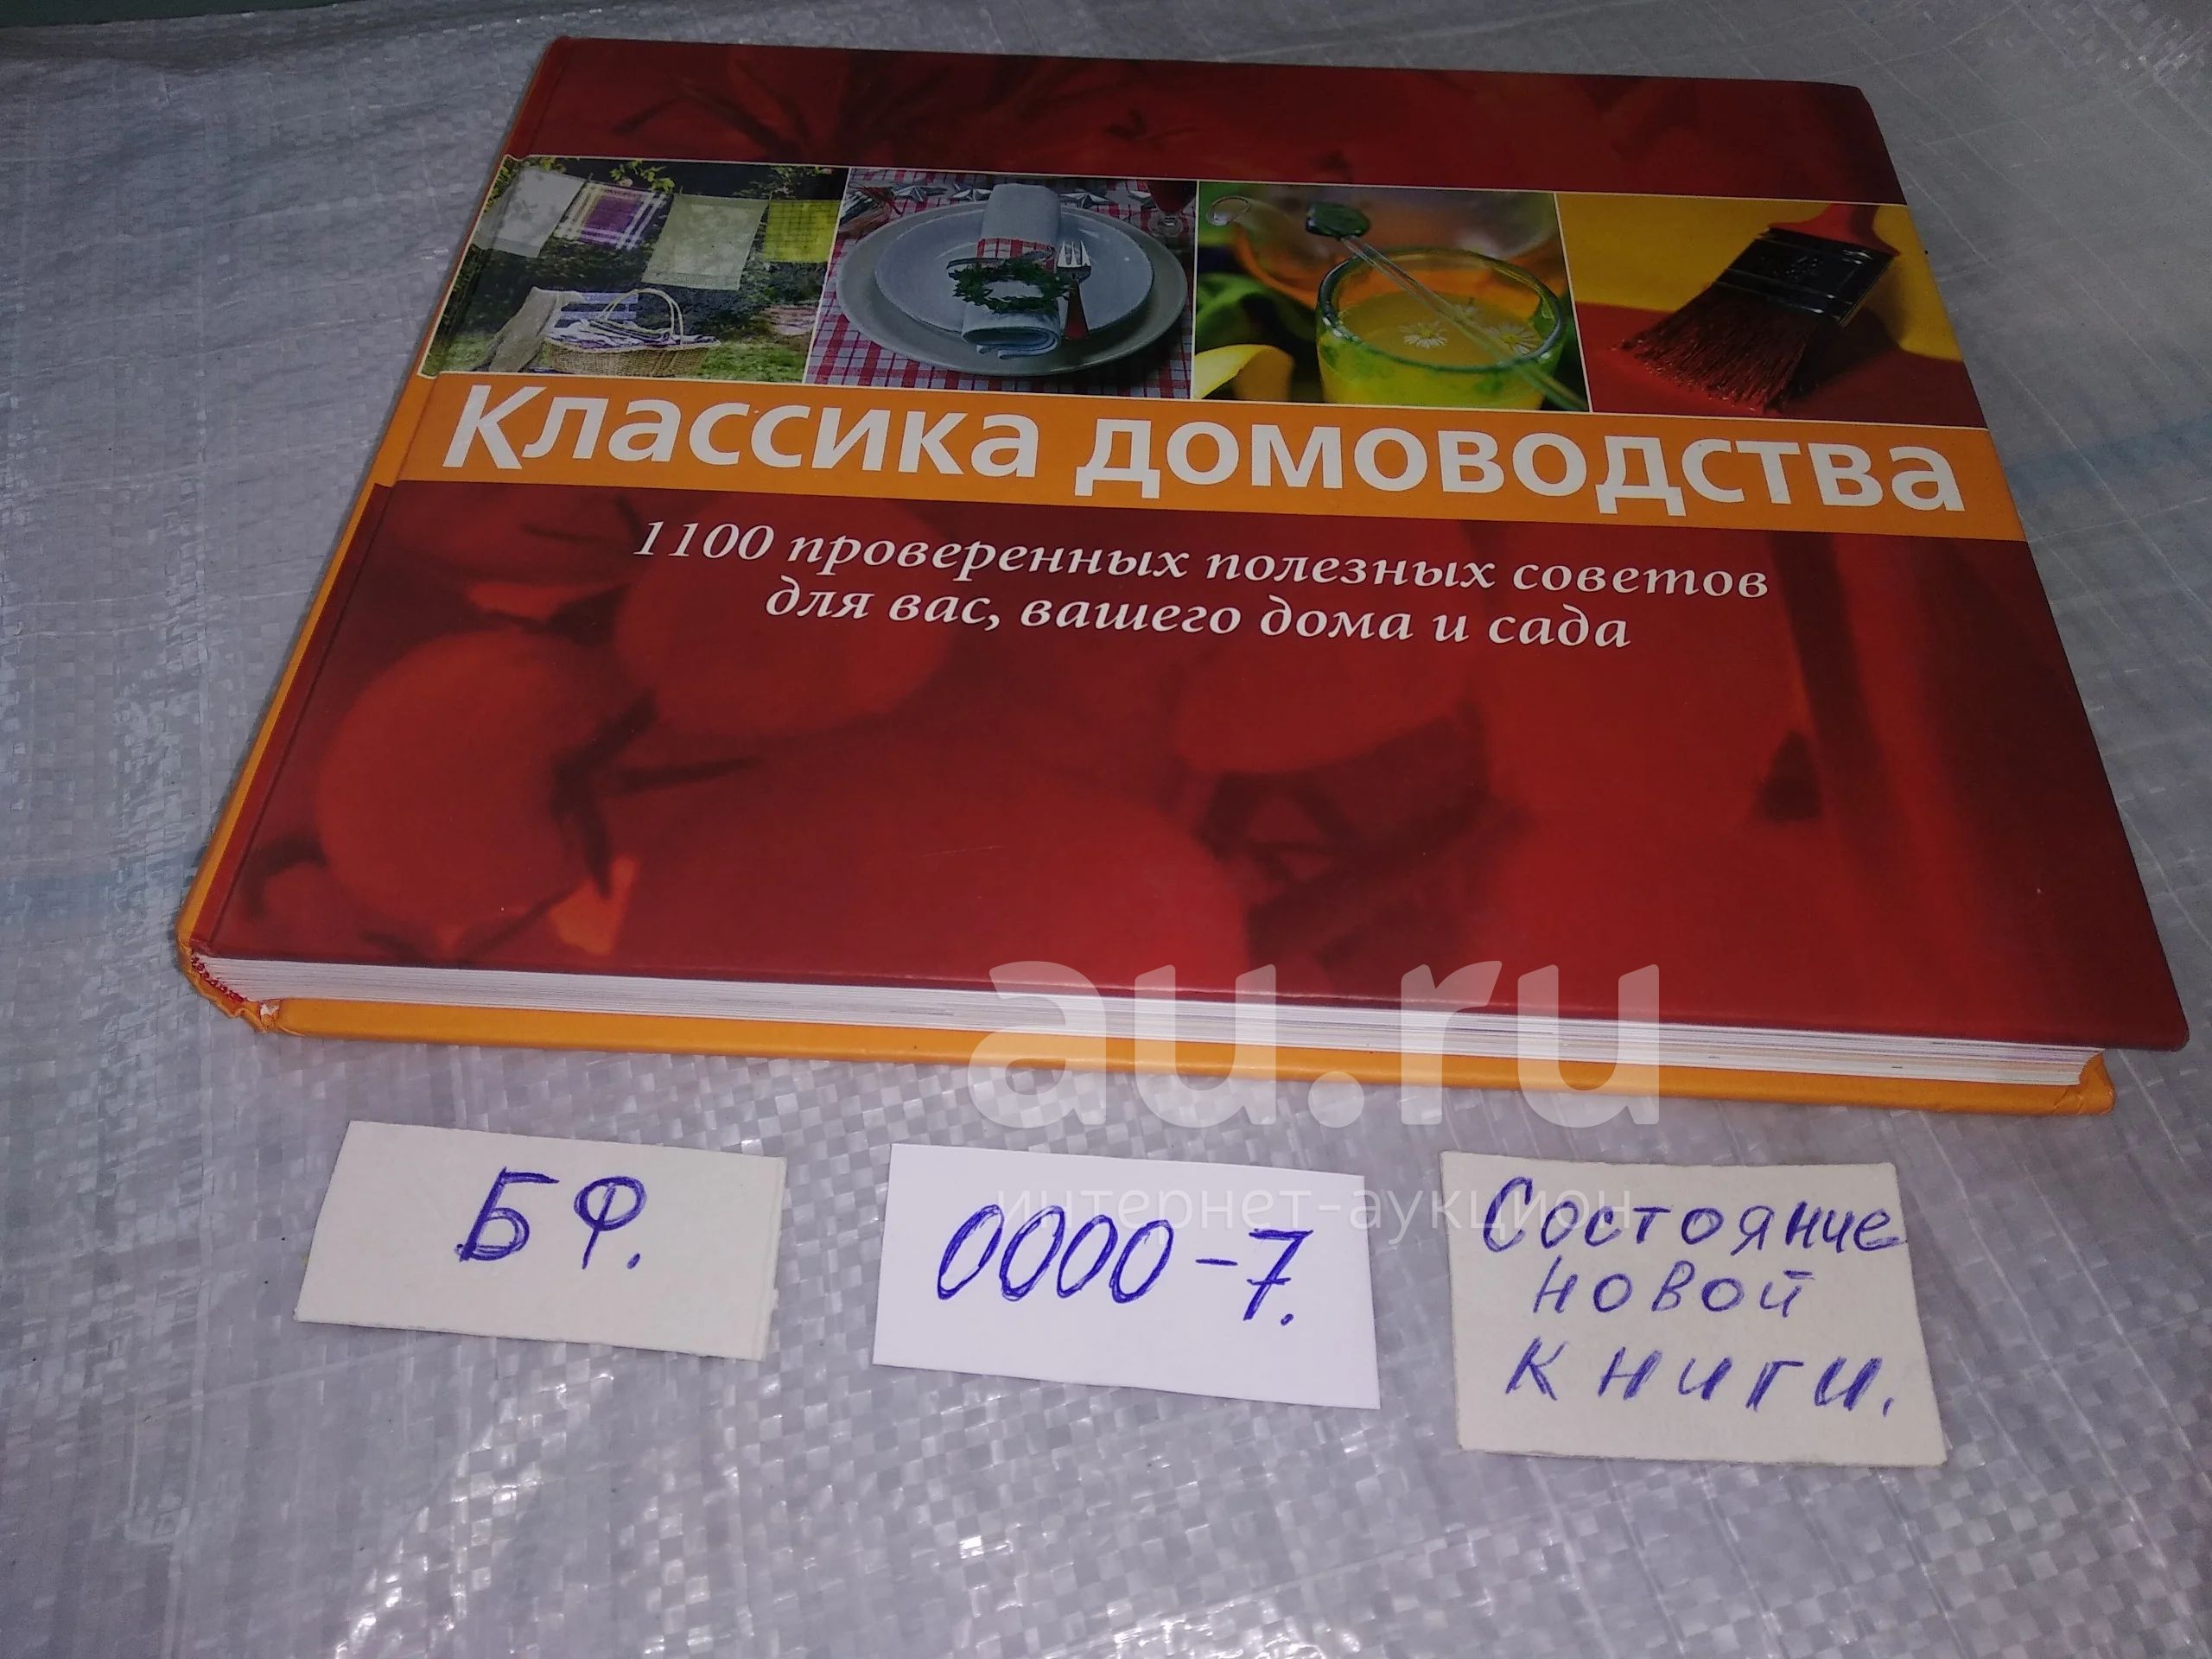 Классика домоводства
1100 проверенных полезных советов
для вас, вашего дома и сада
au.ru
интернет-аукцион
БФ.
0000-7.
Состояние
новой
книги.